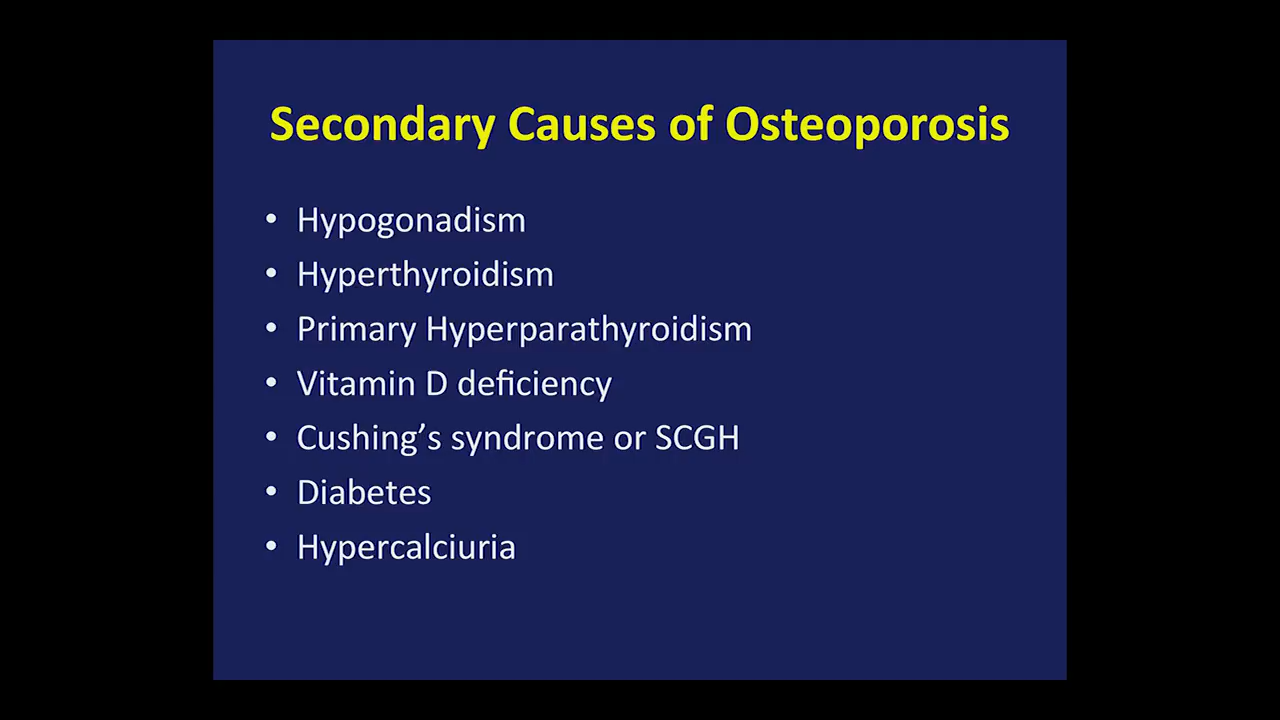 Secondary Causes of Osteoporosis
• Hypogonadism
• Hyperthyroidism
• Primary Hyperparathyroidism
• Vitamin D deficiency
• Cushing’s syndrome or SCGH
• Diabetes
• Hypercalciuria